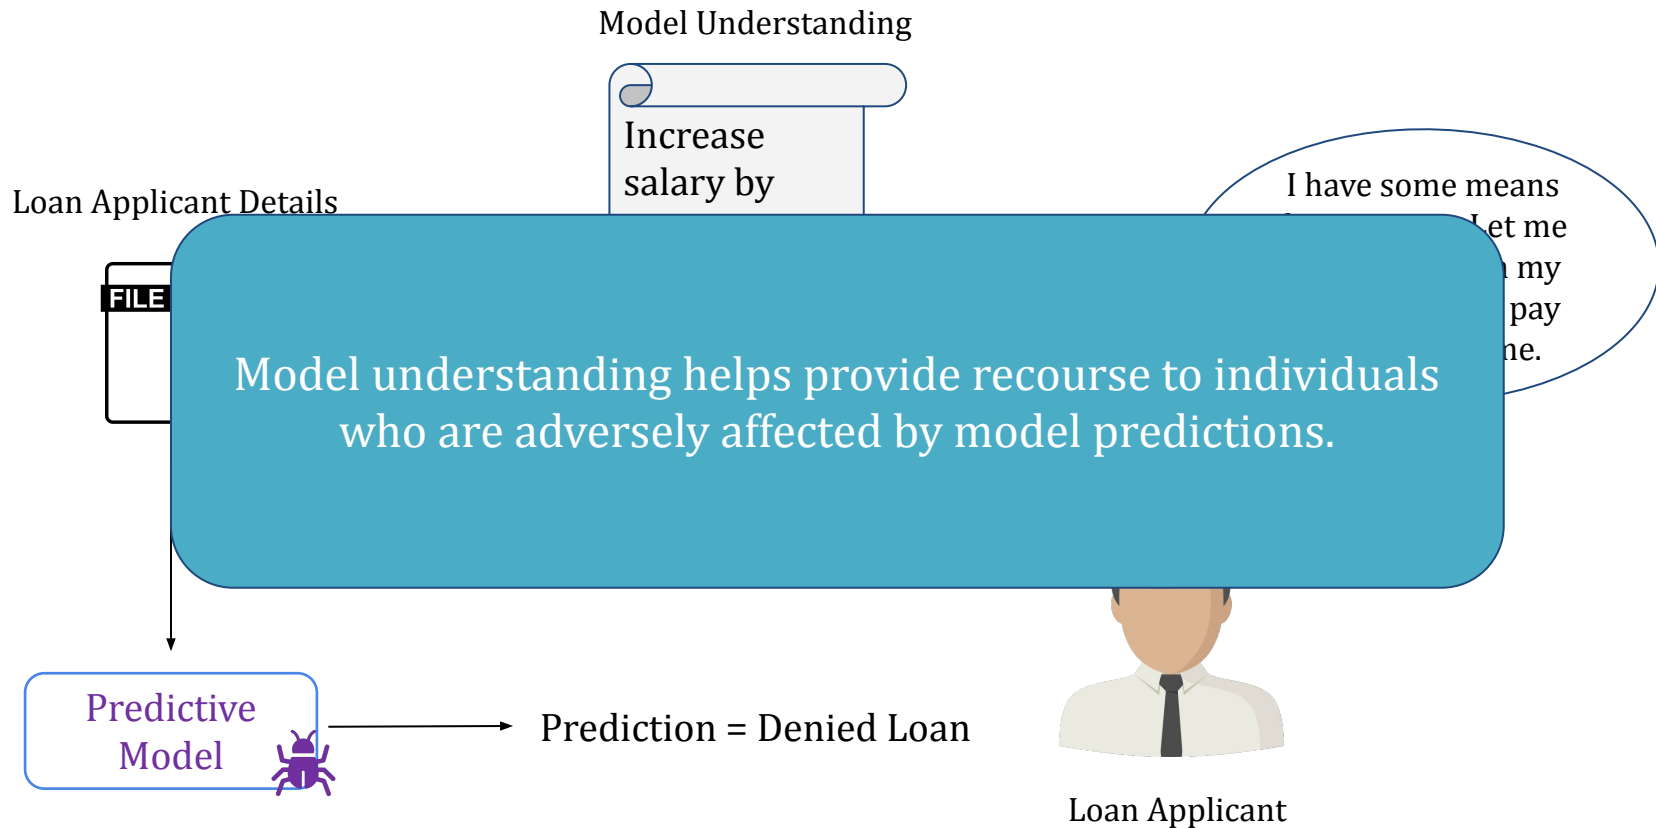 Model Understanding
Increase
salary by
Loan Applicant Details
I have some means
Let me
my
pay
FILE
Model understanding helps provide recourse to individuals
who are adversely affected by model predictions.
Predictive
Model
Prediction = Denied Loan
Loan Applicant